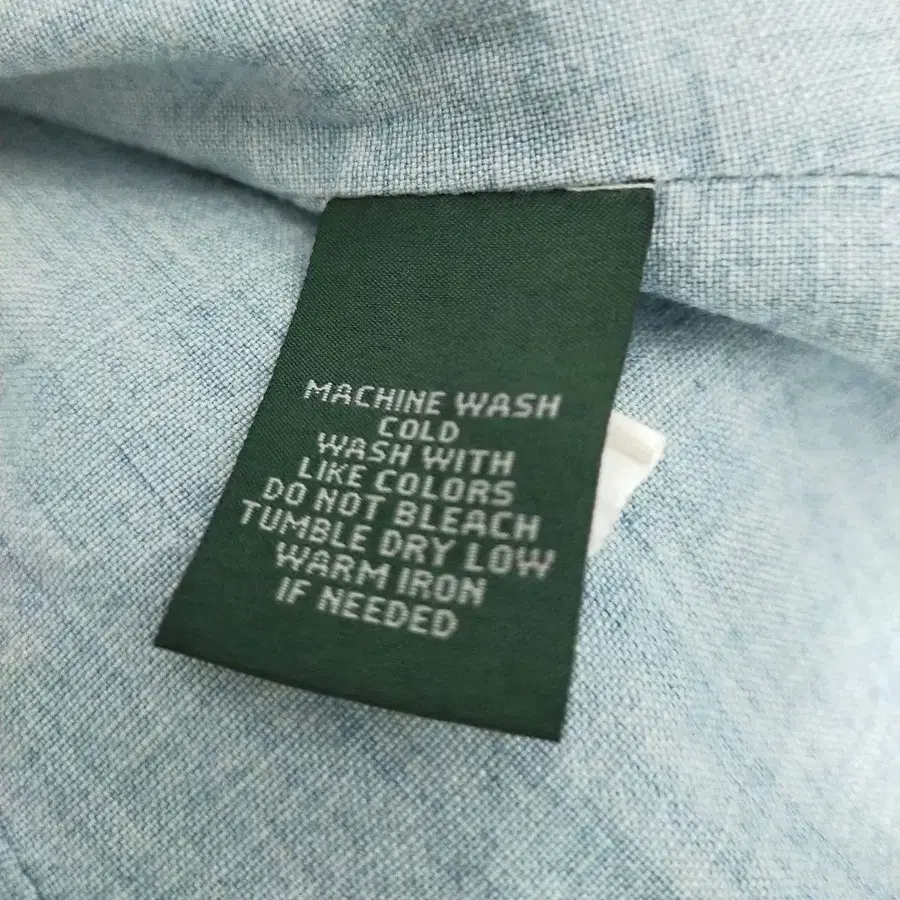 MACHINE WASH
COLD
WASH WITH
LIKE COLORS
DO NOT BLEACH
TUMBLE DRY LOW
WARM IRON
IF NEEDED